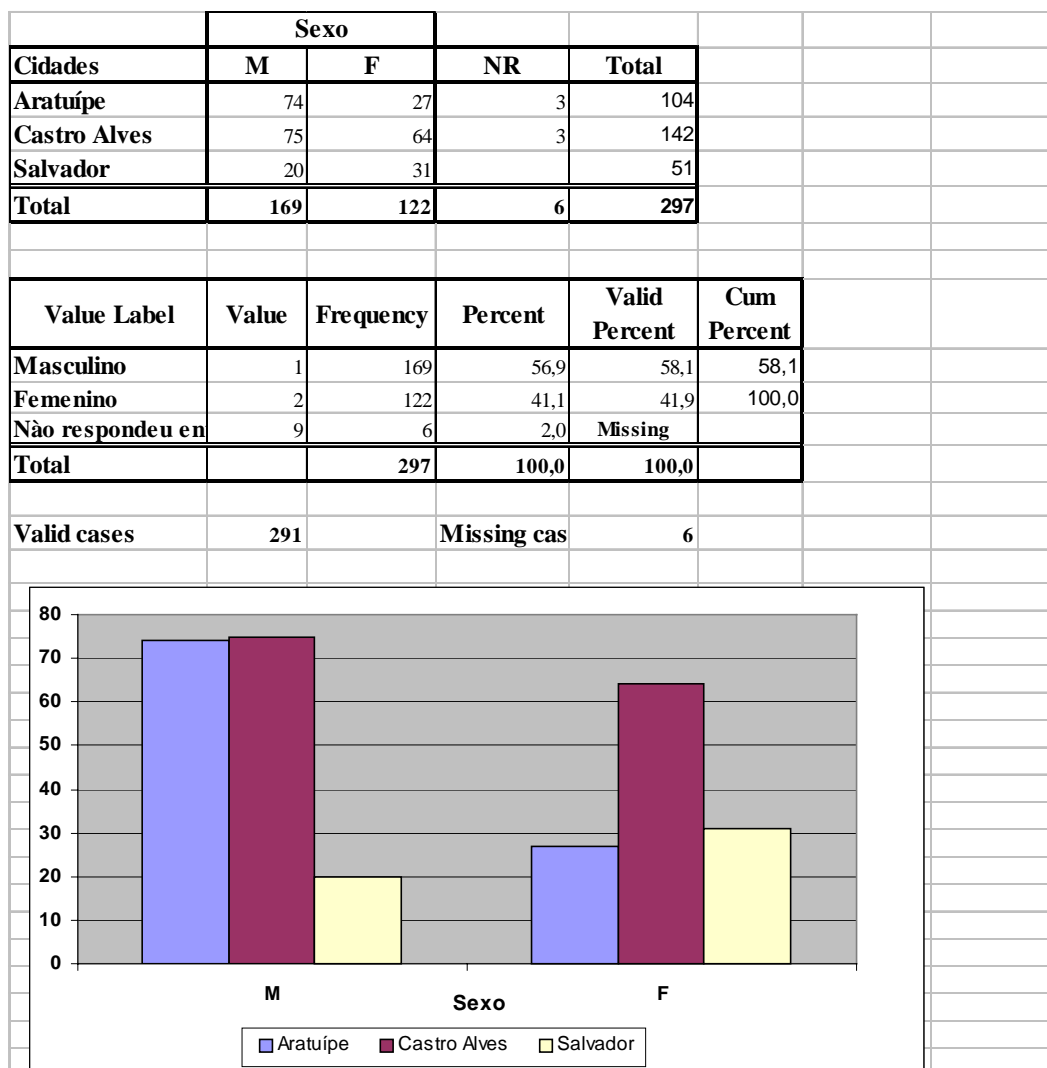 Sexo
Cidades M F NR Total
Aratuípe 74 27 3 104
Castro Alves 75 64 3 142
Salvador 20 31 51
Total 169 122 6 297
Value Label Value Frequency Percent Valid Percent Cum Percent
Masculino 1 169 56,9 58,1 58,1
Femenino 2 122 41,1 41,9 100,0
Nào respondeu en 9 6 2,0 Missing
Total 297 100,0 100,0
Valid cases 291 Missing cas 6
80
70
60
50
40
30
20
10
0
M F
Sexo
Aratuípe Castro Alves Salvador